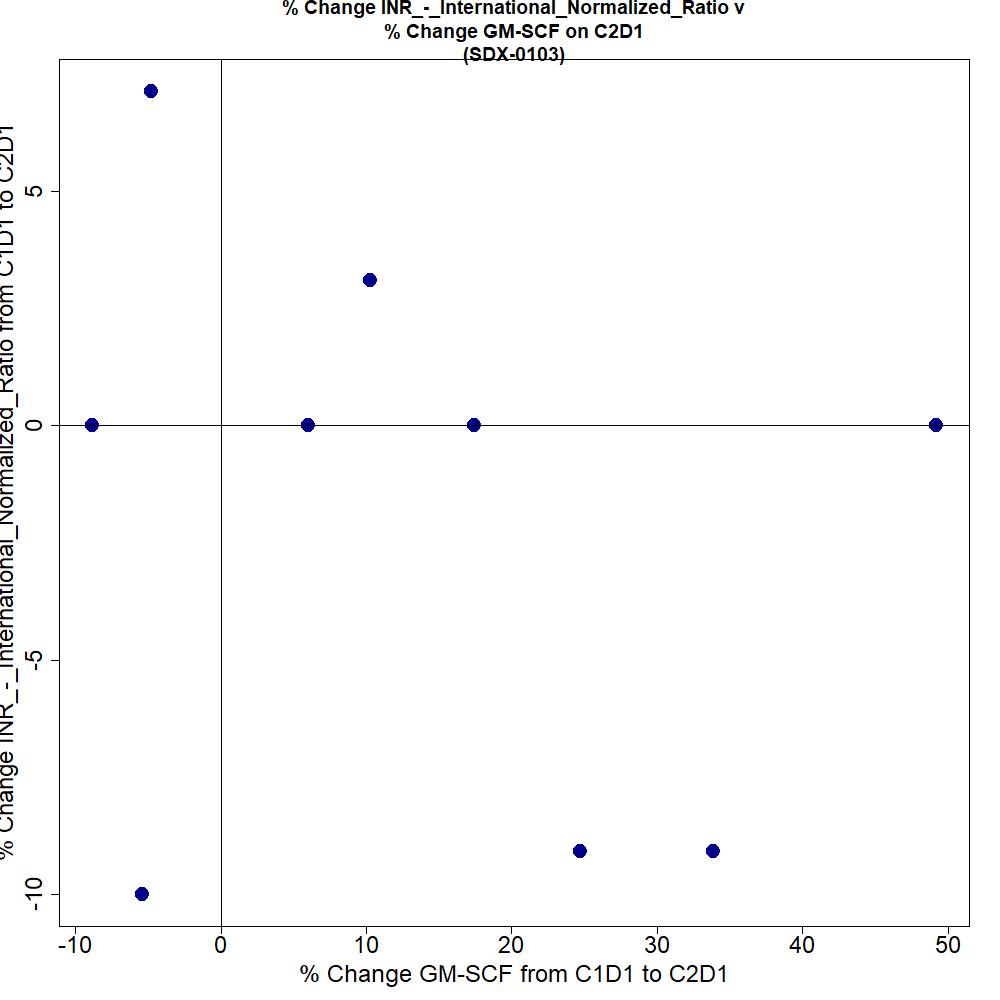 % Change INR_-_International_Normalized_Ratio v
% Change GM-SCF on C2D1
(SDX-0103)
% Change INR_-_International_Normalized_Ratio from C1D1 to C2D1
5
0
-5
-10
-10 0 10 20 30 40 50
% Change GM-SCF from C1D1 to C2D1